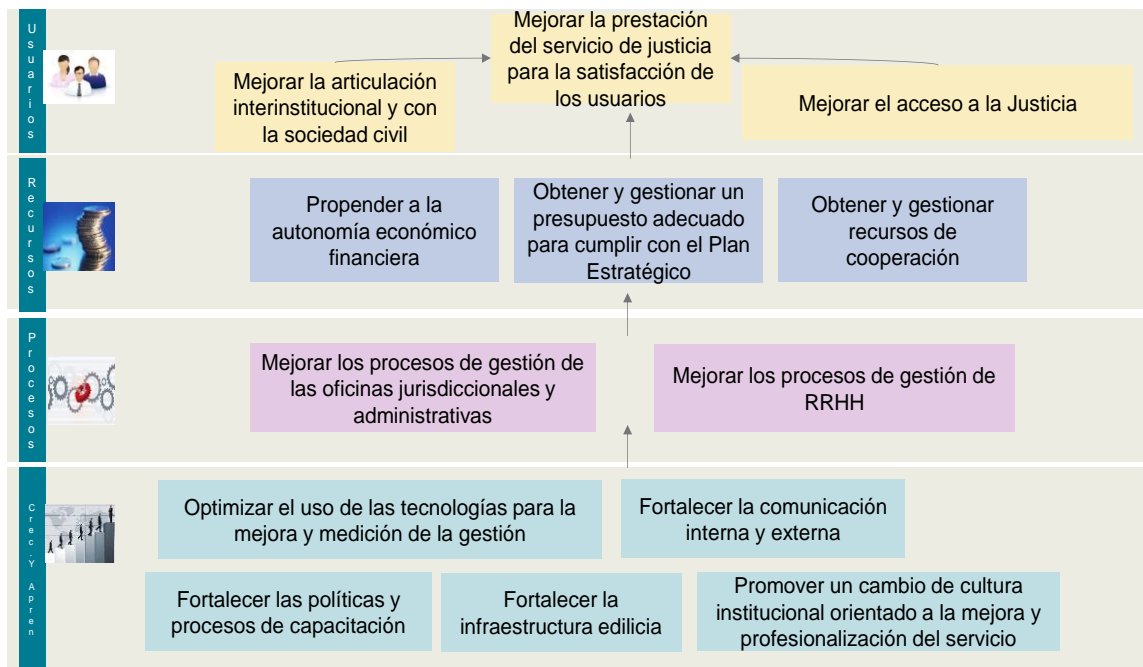 Usuarios
Mejorar la prestación
del servicio de justicia
para la satisfacción de
los usuarios
Mejorar la articulación
interinstitucional y con
la sociedad civil
Mejorar el acceso a la Justicia
Recursos
Propender a la
autonomía económico
financiera
Obtener y gestionar un
presupuesto adecuado
para cumplir con el Plan
Estratégico
Obtener y gestionar
recursos de
cooperación
Procesos
Mejorar los procesos de gestión de
las oficinas jurisdiccionales y
administrativas
Mejorar los procesos de gestión de
RRHH
Crec.Y Apren
Optimizar el uso de las tecnologías para la
mejora y medición de la gestión
Fortalecer la comunicación
interna y externa
Fortalecer las políticas y
procesos de capacitación
Fortalecer la
infraestructura edilicia
Promover un cambio de cultura
institucional orientado a la mejora y
profesionalización del servicio